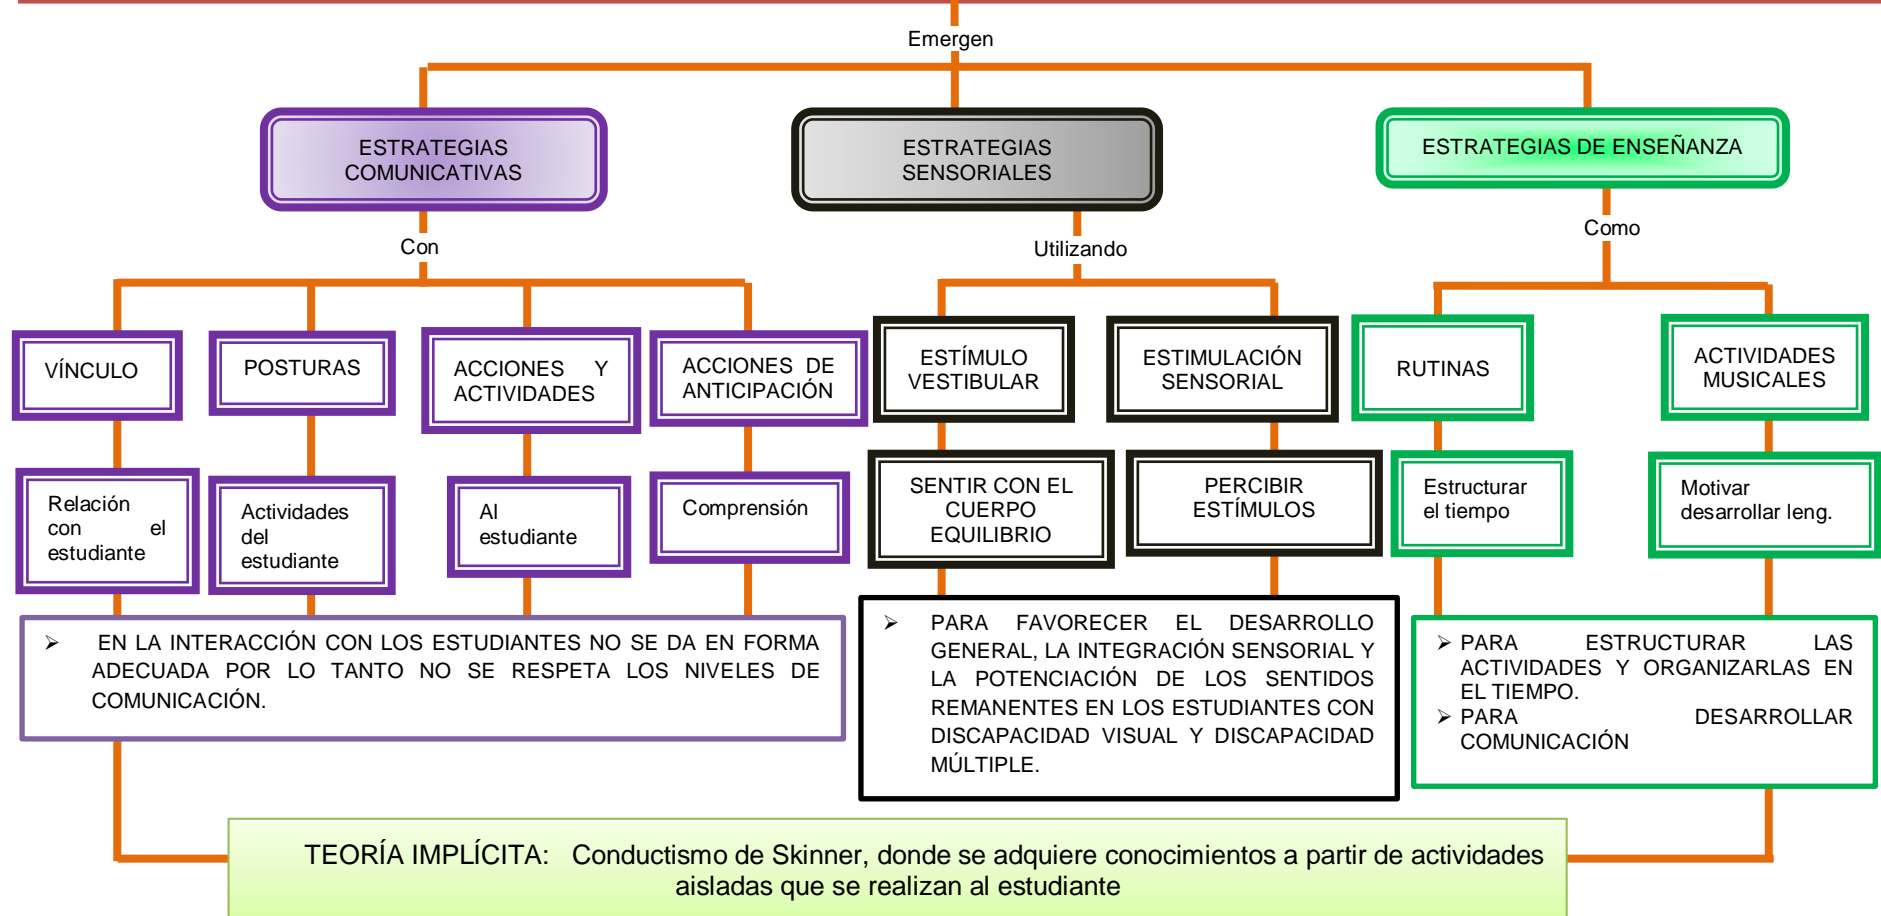 Emergen
ESTRATEGIAS
COMUNICATIVAS
ESTRATEGIAS
SENSORIALES
ESTRATEGIAS DE ENSEÑANZA
Con
Utilizando
Como
VÍNCULO
POSTURAS
ACCIONES Y
ACTIVIDADES
ACCIONES DE
ANTICIPACIÓN
ESTÍMULO
VESTIBULAR
ESTIMULACIÓN
SENSORIAL
RUTINAS
ACTIVIDADES
MUSICALES
Relación
con el
estudiante
Actividades
del
estudiante
Al
estudiante
Comprensión
SENTIR CON EL
CUERPO
EQUILIBRIO
PERCIBIR
ESTÍMULOS
Estructurar
el tiempo
Motivar
desarrollar leng.
➢ EN LA INTERACCIÓN CON LOS ESTUDIANTES NO SE DA EN FORMA
ADECUADA POR LO TANTO NO SE RESPETA LOS NIVELES DE
COMUNICACIÓN.
➢ PARA FAVORECER EL DESARROLLO
GENERAL, LA INTEGRACIÓN SENSORIAL Y
LA POTENCIACIÓN DE LOS SENTIDOS
REMANENTES EN LOS ESTUDIANTES CON
DISCAPACIDAD VISUAL Y DISCAPACIDAD
MÚLTIPLE.
➢ PARA ESTRUCTURAR LAS
ACTIVIDADES Y ORGANIZARLAS EN
EL TIEMPO.
➢ PARA DESARROLLAR
COMUNICACIÓN
TEORÍA IMPLÍCITA: Conductismo de Skinner, donde se adquiere conocimientos a partir de actividades
aisladas que se realizan al estudiante